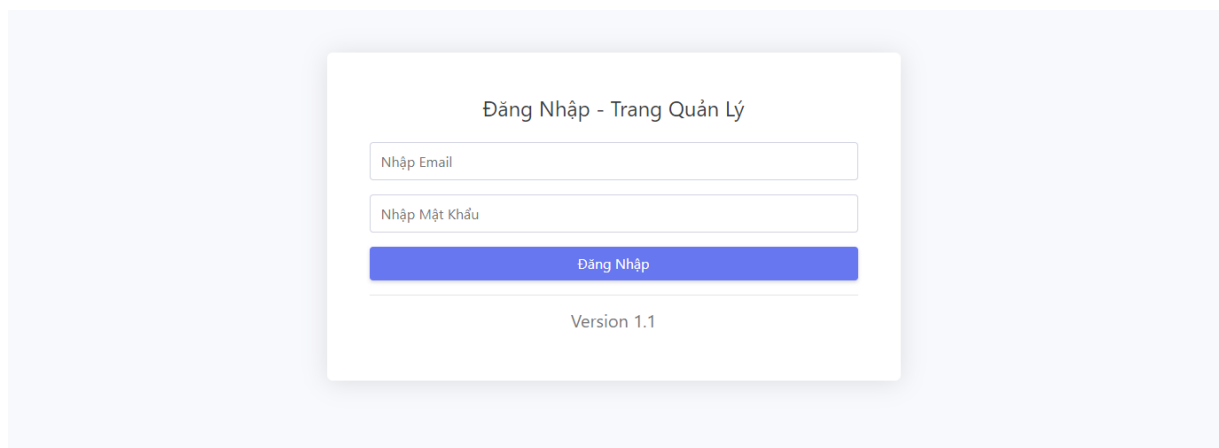 Đăng Nhập - Trang Quản Lý
Nhập Email
Nhập Mật Khẩu
Đăng Nhập
Version 1.1